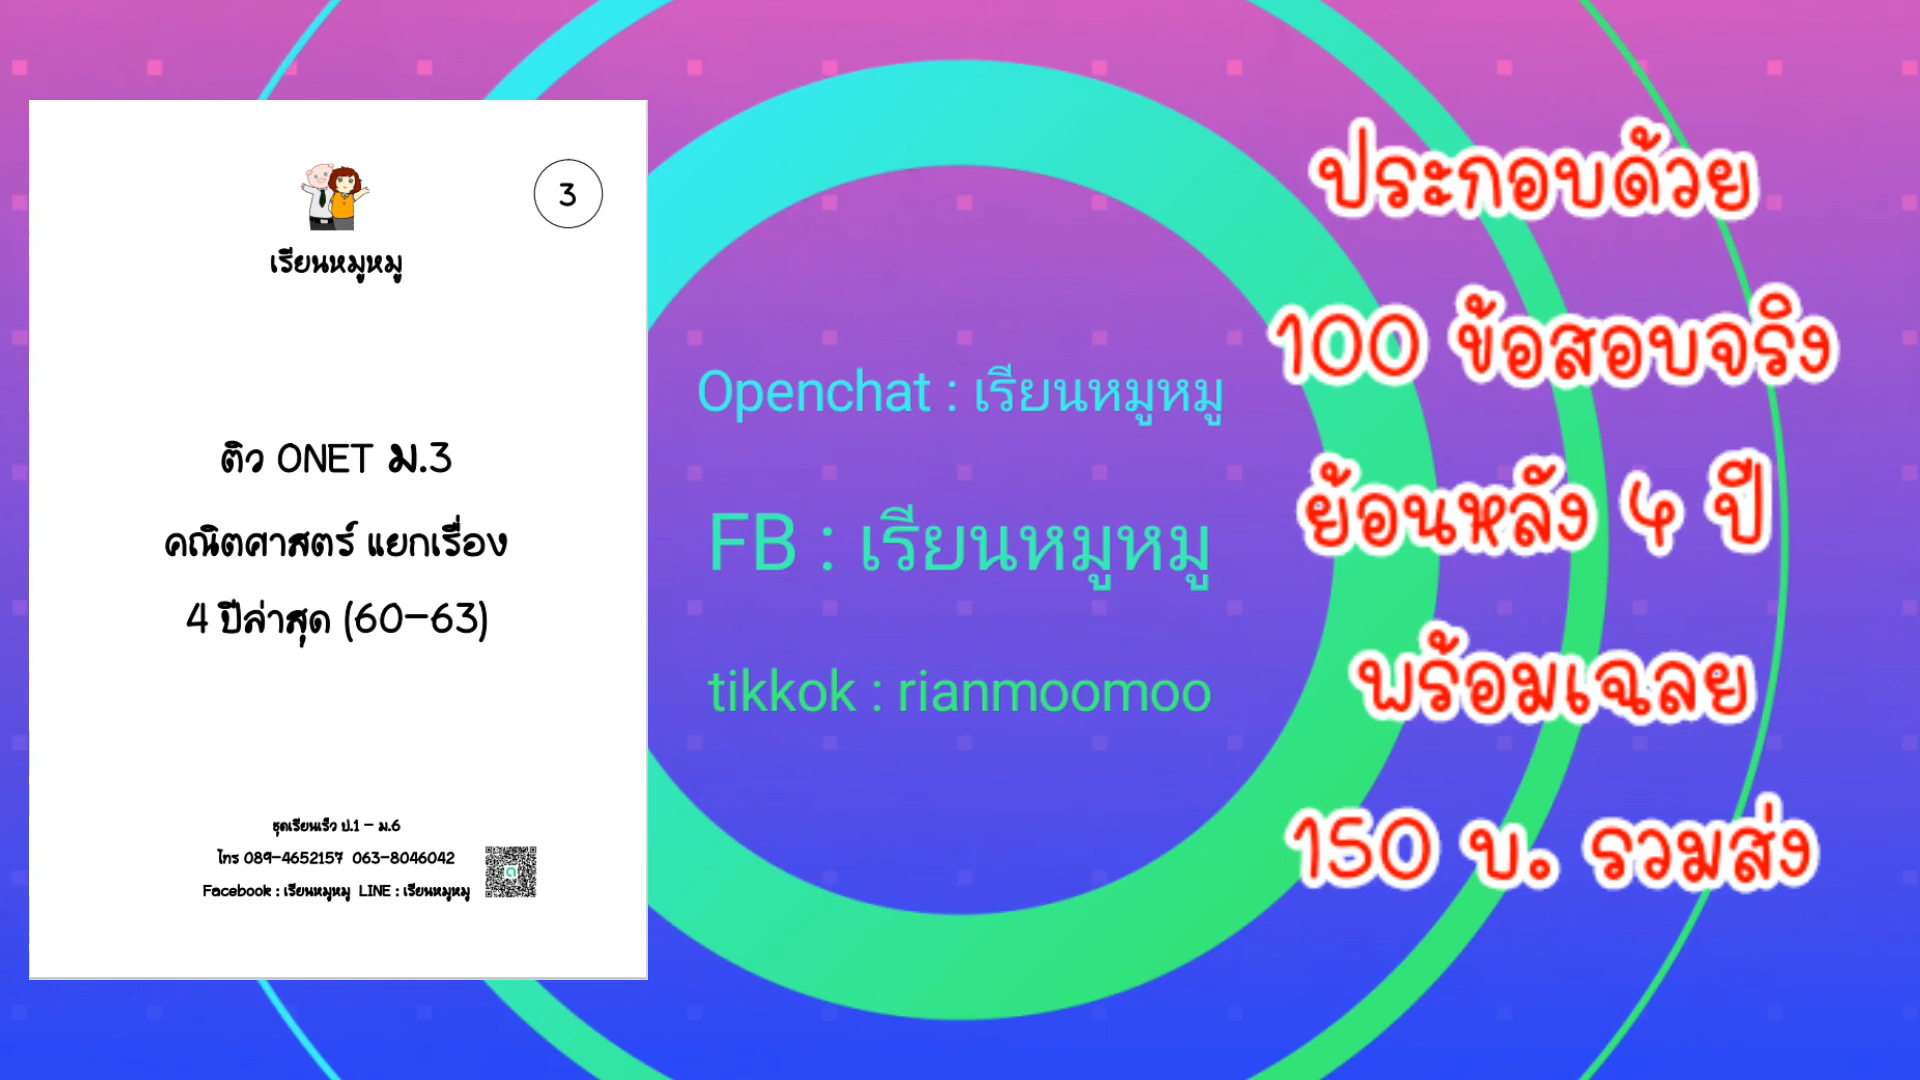 3
เรียนหมูหมู
ติว ONET ม.3
คณิตศาสตร์ แยกเรื่อง
4 ปีล่าสุด (60-63)
ชุดเรียนเร็ว ป.1 - ม.6
โทร 089-4652157 063-8046042
Facebook : เรียนหมูหมู LINE : เรียนหมูหมู
Openchat : เรียนหมูหมู
FB : เรียนหมูหมู
tikkok : rianmoomoo
ประกอบด้วย
100 ข้อสอบจริง
ย้อนหลัง 4 ปี
พร้อมเฉลย
150 บ. รวมส่ง